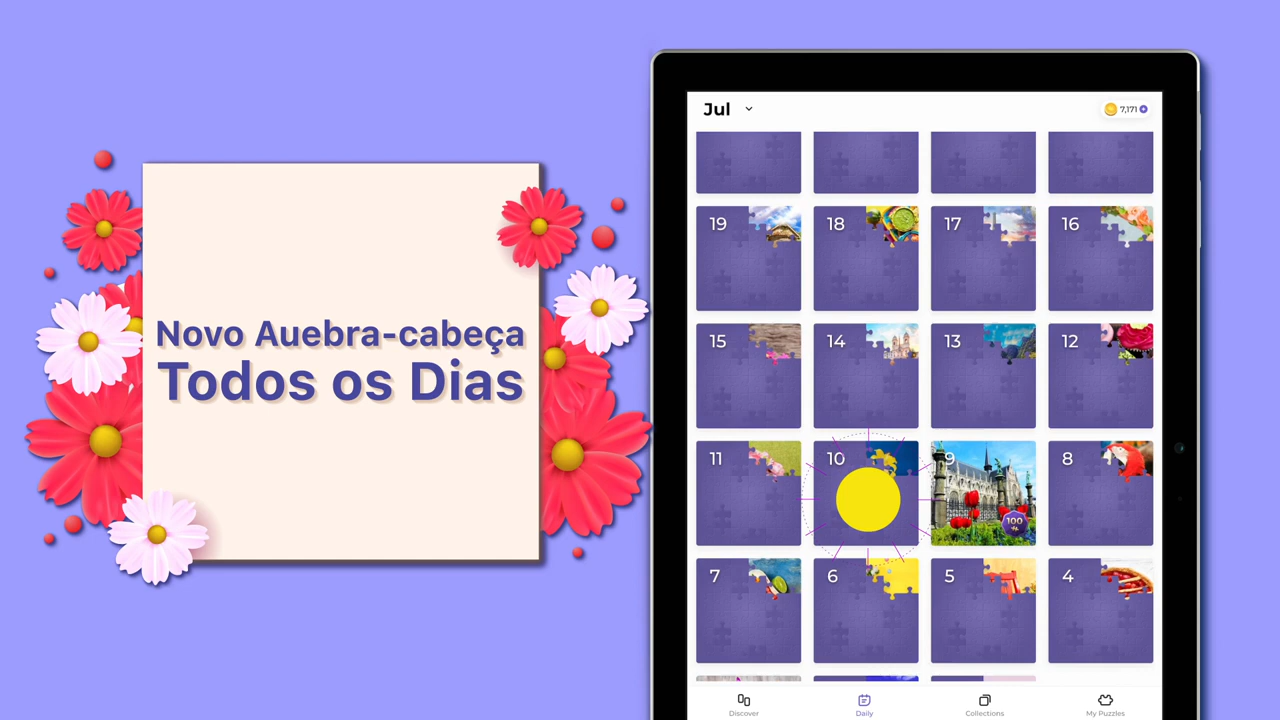 Novo Auebra-cabeça
Todos os Dias
Jul
7,171
19
18
17
16
15
14
13
12
11
10
9
8
100
%
7
6
5
4
Discover
Daily
Collections
My Puzzles